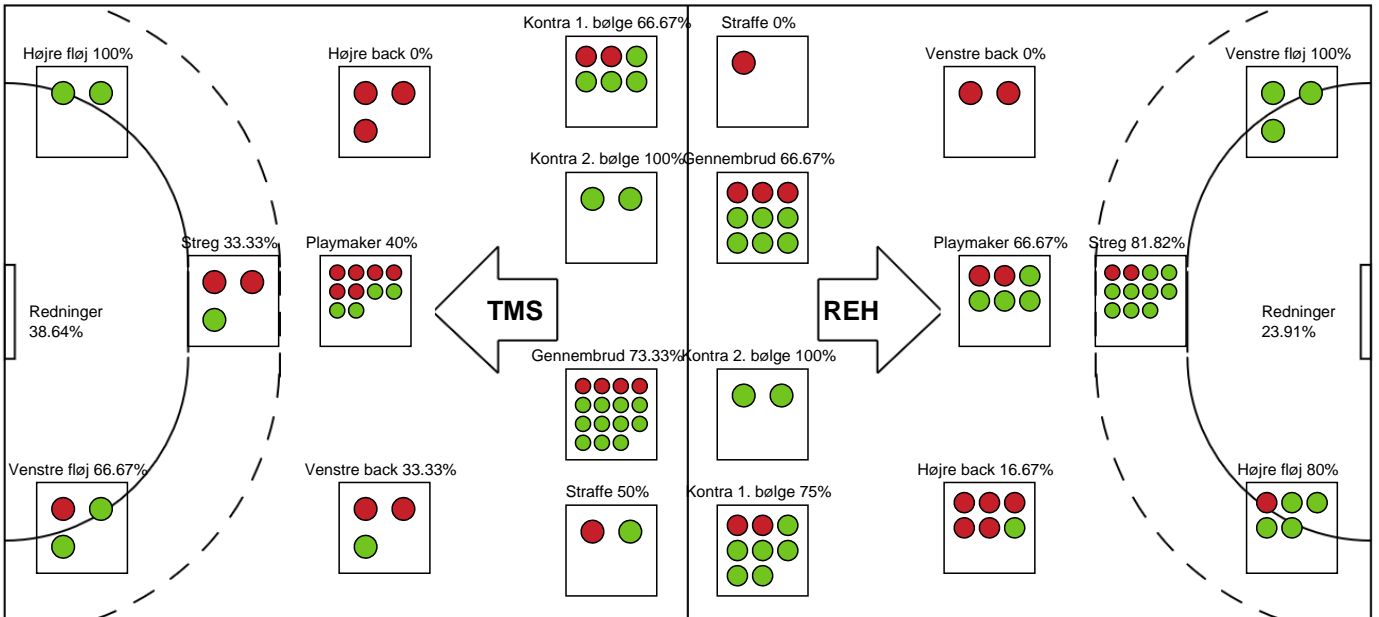 Kontra 1. bølge 66.67%
Straffe 0%
Højre fløj 100%
Højre back 0%
Venstre back 0%
Venstre fløj 100%
Kontra 2. bølge 100%
Gennembrud 66.67%
Streg 33.33%
Playmaker 40%
Playmaker 66.67%
Streg 81.82%
Redninger
38.64%
TMS
REH
Redninger
23.91%
Gennembrud 73.33%
Kontra 2. bølge 100%
Venstre fløj 66.67%
Venstre back 33.33%
Højre back 16.67%
Højre fløj 80%
Straffe 50%
Kontra 1. bølge 75%